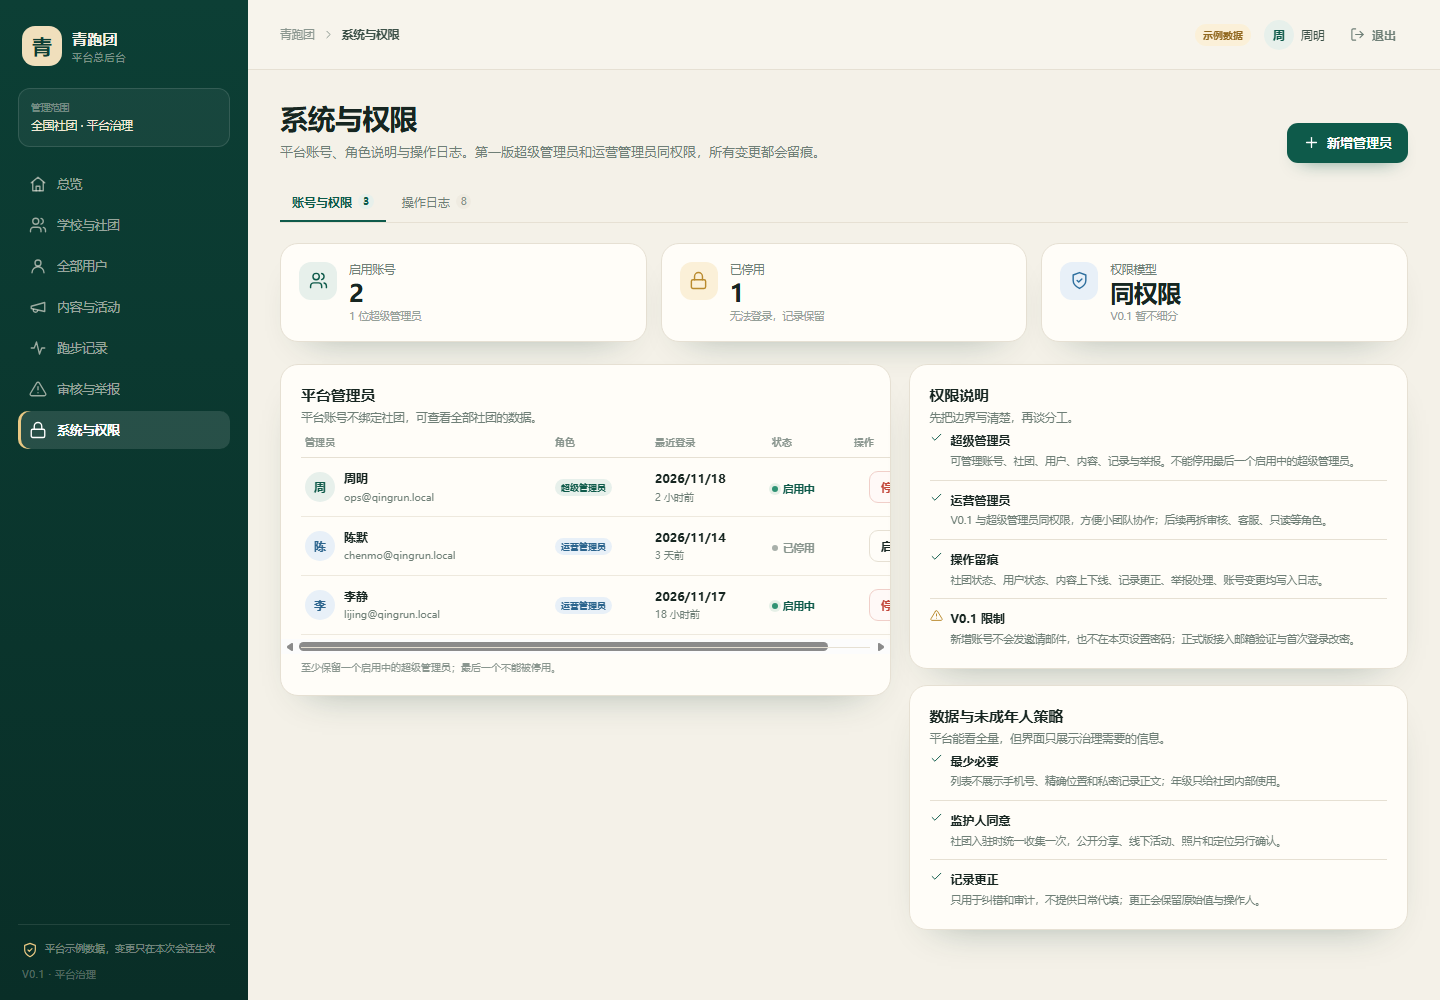 青
青跑团
平台总后台
管理范围
全国社团 · 平台治理
总览
学校与社团
全部用户
内容与活动
跑步记录
审核与举报
系统与权限
平台示例数据，变更只在本次会话生效
V0.1 · 平台治理
青跑团 > 系统与权限
示例数据
周 周明
退出
系统与权限
平台账号、角色说明与操作日志。第一版超级管理员和运营管理员同权限，所有变更都会留痕。
新增管理员
账号与权限 3
操作日志 8
启用账号
2
1 位超级管理员
已停用
1
无法登录，记录保留
权限模型
同权限
V0.1 暂不细分
平台管理员
平台账号不绑定社团，可查看全部社团的数据。
管理员 角色 最近登录 状态 操作
周 周明 ops@qingrun.local 超级管理员 2026/11/18 2 小时前 启用中 停
陈 陈默 chenmo@qingrun.local 运营管理员 2026/11/14 3 天前 已停用 启
李 李静 lijing@qingrun.local 运营管理员 2026/11/17 18 小时前 启用中 停
至少保留一个启用中的超级管理员；最后一个不能被停用。
权限说明
先把边界写清楚，再谈分工。
超级管理员
可管理账号、社团、用户、内容、记录与举报。不能停用最后一个启用中的超级管理员。
运营管理员
V0.1 与超级管理员同权限，方便小团队协作；后续再拆审核、客服、只读等角色。
操作留痕
社团状态、用户状态、内容上下线、记录更正、举报处理、账号变更均写入日志。
V0.1 限制
新增账号不会发邀请邮件，也不在本页设置密码；正式版接入邮箱验证与首次登录改密。
数据与未成年人策略
平台能看全量，但界面只展示治理需要的信息。
最少必要
列表不展示手机号、精确位置和私密记录正文；年级只给社团内部使用。
监护人同意
社团入驻时统一收集一次，公开分享、线下活动、照片和定位另行确认。
记录更正
只用于纠错和审计，不提供日常代填；更正会保留原始值与操作人。